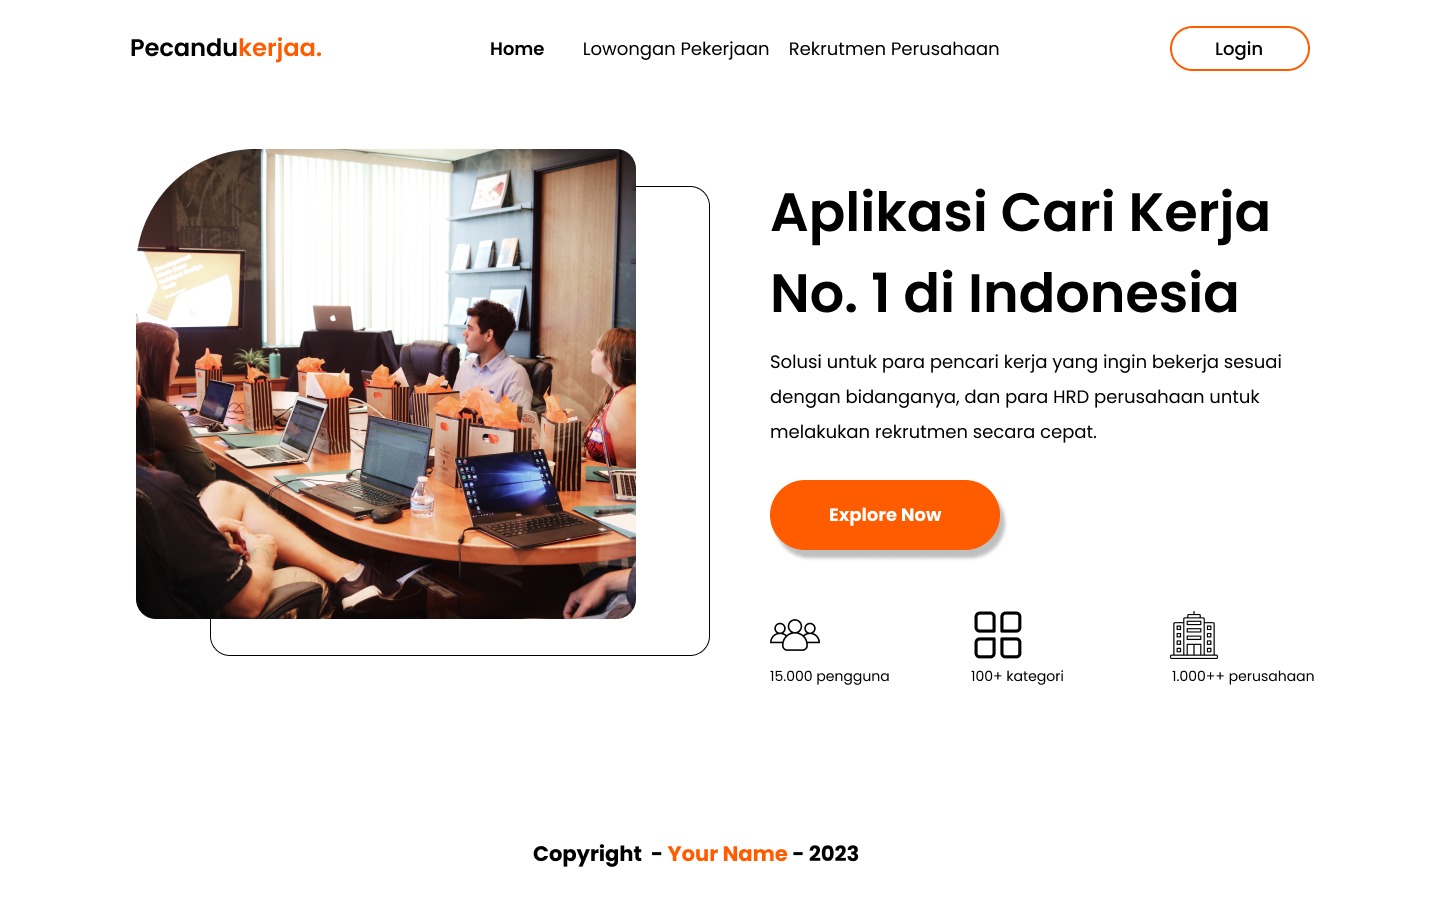 Pecandukerjaa.
Home Lowongan Pekerjaan Rekrutmen Perusahaan
Login
Aplikasi Cari Kerja
No. 1 di Indonesia
Solusi untuk para pencari kerja yang ingin bekerja sesuai
dengan bidanganya, dan para HRD perusahaan untuk
melakukan rekrutmen secara cepat.
Explore Now
15.000 pengguna
100+ kategori
1.000++ perusahaan
Copyright - Your Name - 2023